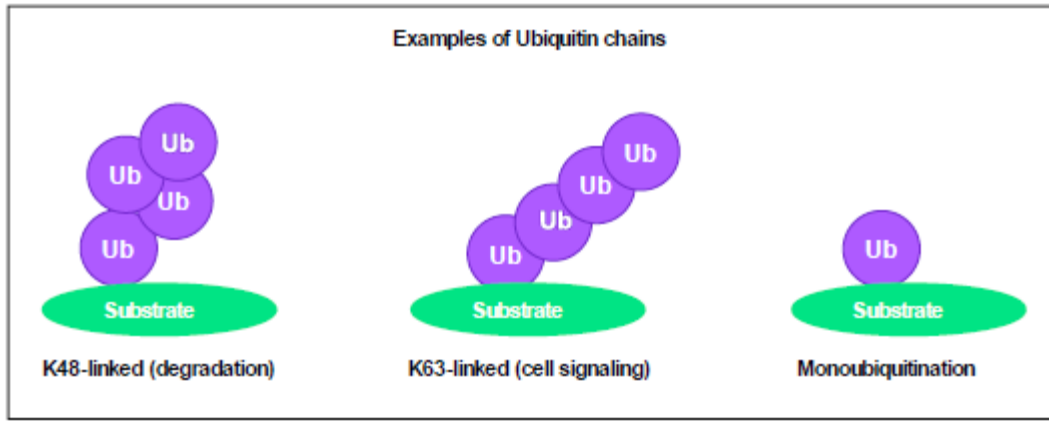 Examples of Ubiquitin chains
Ub
Ub
Ub
Ub
Substrate
K48-linked (degradation)
Ub
Ub
Ub
Ub
Substrate
K63-linked (cell signaling)
Ub
Substrate
Monoubiquitination